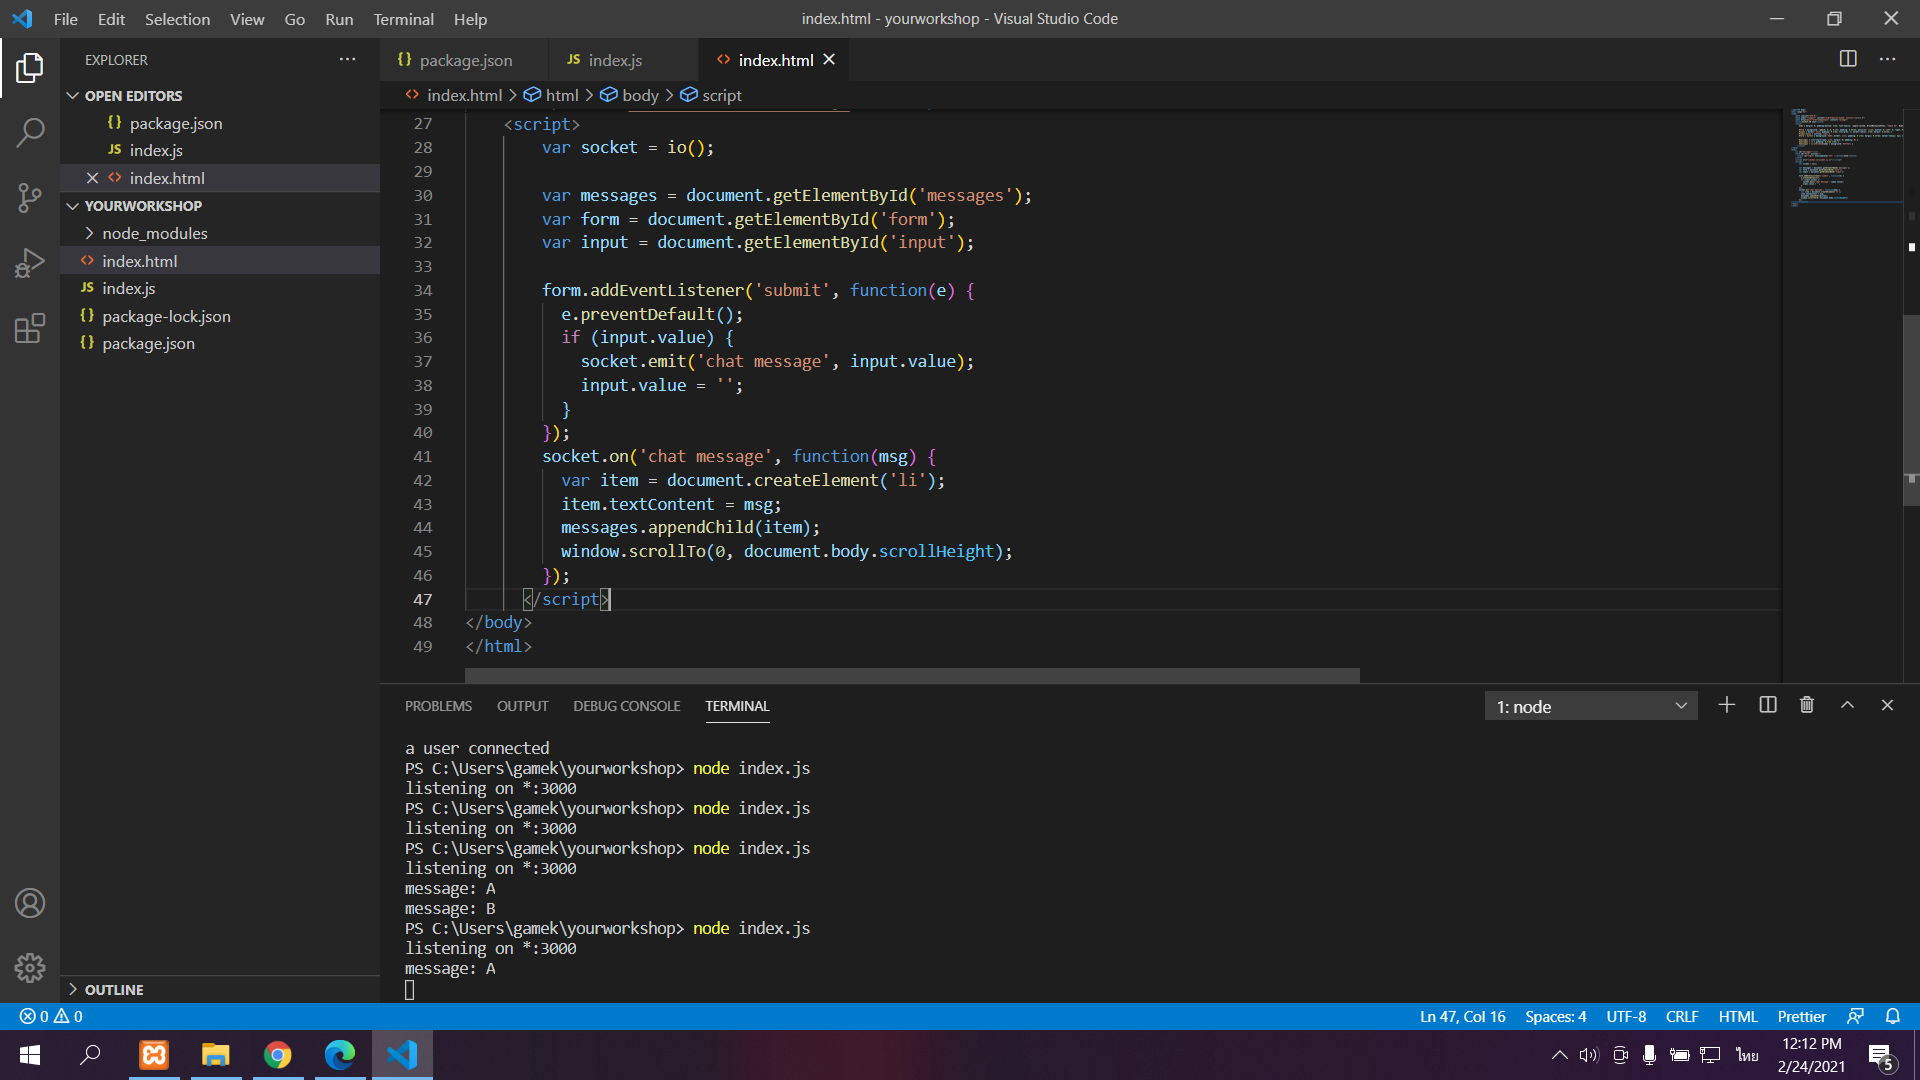 File Edit Selection View Go Run Terminal Help
index.html - yourworkshop - Visual Studio Code
EXPLORER
OPEN EDITORS
{} package.json
JS index.js
<> index.html
YOURWORKSHOP
node_modules
<> index.html
JS index.js
{} package-lock.json
{} package.json
OUTLINE
{} package.json JS index.js <> index.html
<> index.html > html > body > script
27 <script>
28 var socket = io();
29
30 var messages = document.getElementById('messages');
31 var form = document.getElementById('form');
32 var input = document.getElementById('input');
33
34 form.addEventListener('submit', function(e) {
35 e.preventDefault();
36 if (input.value) {
37 socket.emit('chat message', input.value);
38 input.value = '';
39 }
40 });
41 socket.on('chat message', function(msg) {
42 var item = document.createElement('li');
43 item.textContent = msg;
44 messages.appendChild(item);
45 window.scrollTo(0, document.body.scrollHeight);
46 });
47 </script>
48 </body>
49 </html>
PROBLEMS OUTPUT DEBUG CONSOLE TERMINAL
1: node
a user connected
PS C:\Users\gamek\yourworkshop> node index.js
listening on *:3000
PS C:\Users\gamek\yourworkshop> node index.js
listening on *:3000
PS C:\Users\gamek\yourworkshop> node index.js
listening on *:3000
message: A
message: B
PS C:\Users\gamek\yourworkshop> node index.js
listening on *:3000
message: A
0 0
Ln 47, Col 16 Spaces: 4 UTF-8 CRLF HTML Prettier
ไทย
12:12 PM
2/24/2021
5